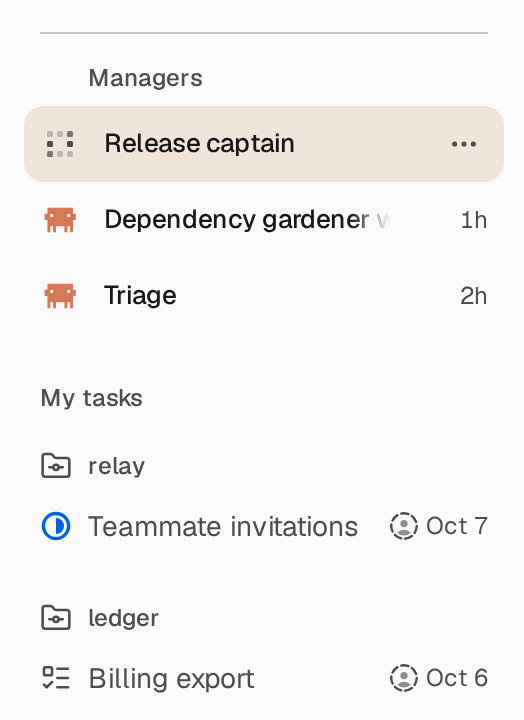 Managers
Release captain
Dependency gardener
1h
Triage
2h
My tasks
relay
Teammate invitations
Oct 7
ledger
Billing export
Oct 6